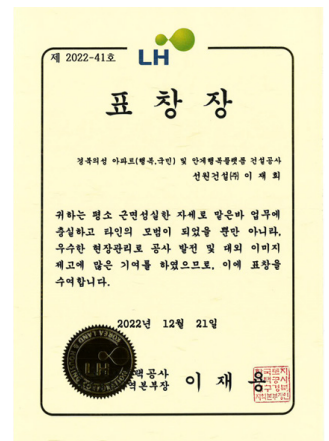 제 2022-41호
LH
표 창 장
경북의성 아파트(행복,국민) 및 안계행복플랫폼 건설공사
선원건설㈜ 이 재 희
귀하는 평소 근면성실한 자세로 맡은바 업무에
충실하고 타인의 모범이 되었을 뿐만 아니라,
우수한 현장관리로 공사 발전 및 대외 이미지
제고에 많은 기여를 하였으므로, 이에 표창을
수여합니다.
2022년 12월 21일
택공사
역본부장 이 재 용
LH